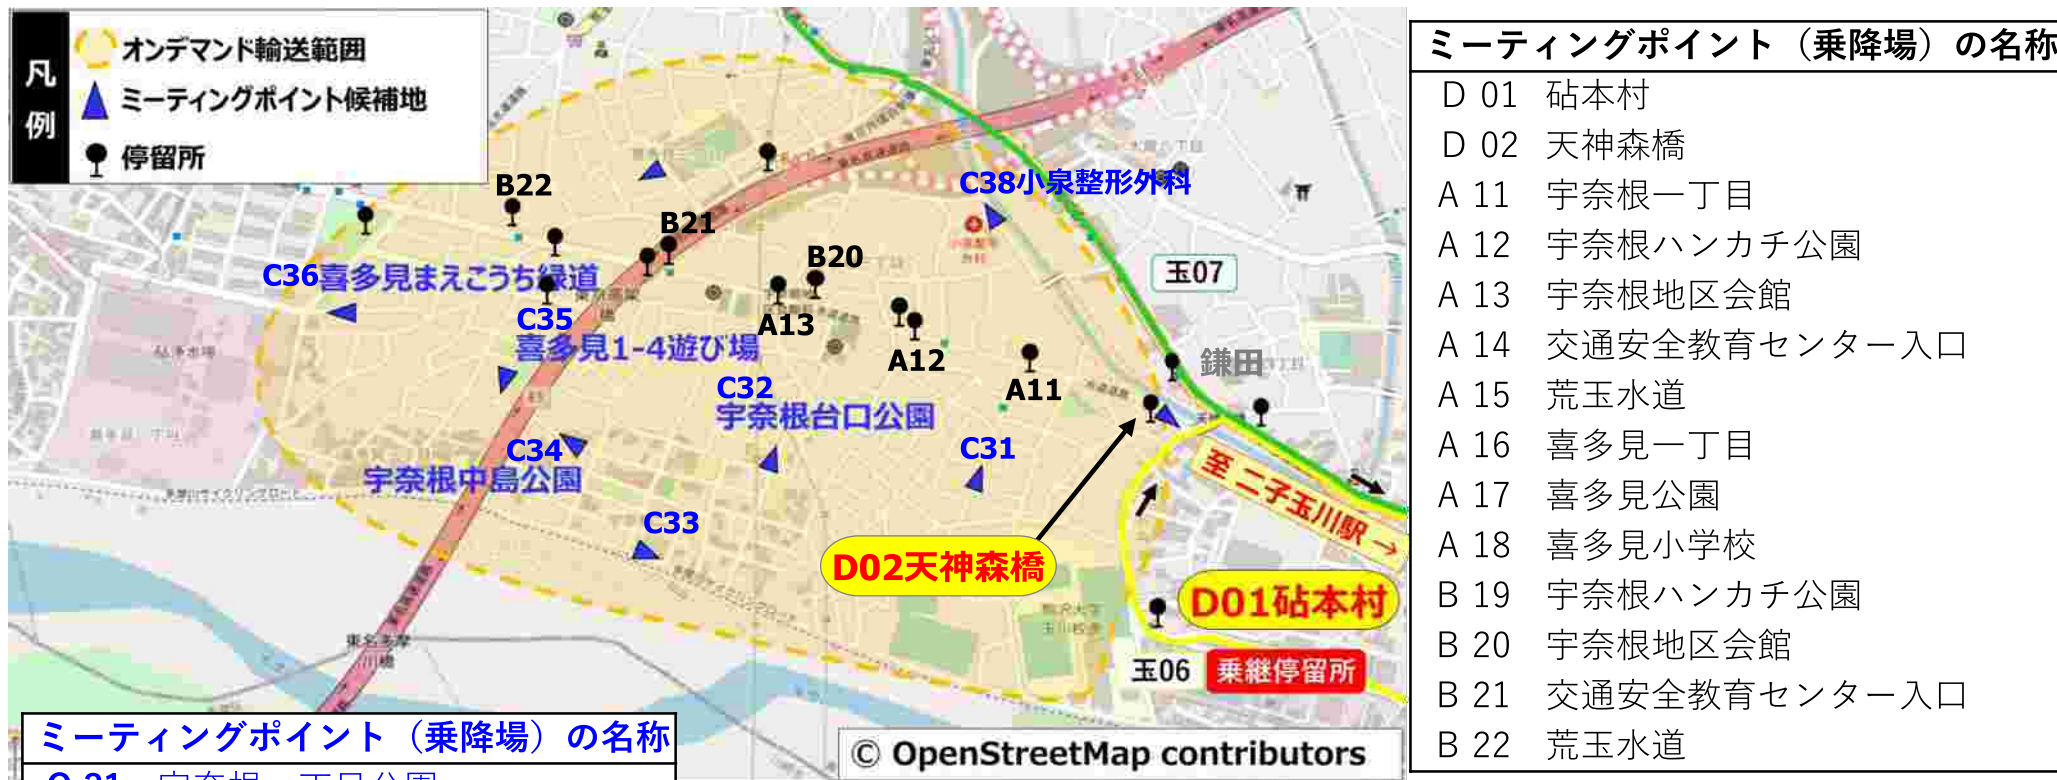 凡例
オンデマンド輸送範囲
ミーティングポイント候補地
停留所
B22
B21
C38小泉整形外科
B20
玉07
C36喜多見まえこうち緑道
C35
喜多見1-4遊び場
A13
A12
鎌田
A11
C32
宇奈根台口公園
C34
宇奈根中島公園
C31
至 二子玉川駅 →
C33
D02天神森橋
D01砧本村
東名多摩川橋
玉06
乗継停留所
© OpenStreetMap contributors
ミーティングポイント（乗降場）の名称
ミーティングポイント（乗降場）の名称
D 01 砧本村
D 02 天神森橋
A 11 宇奈根一丁目
A 12 宇奈根ハンカチ公園
A 13 宇奈根地区会館
A 14 交通安全教育センター入口
A 15 荒玉水道
A 16 喜多見一丁目
A 17 喜多見公園
A 18 喜多見小学校
B 19 宇奈根ハンカチ公園
B 20 宇奈根地区会館
B 21 交通安全教育センター入口
B 22 荒玉水道